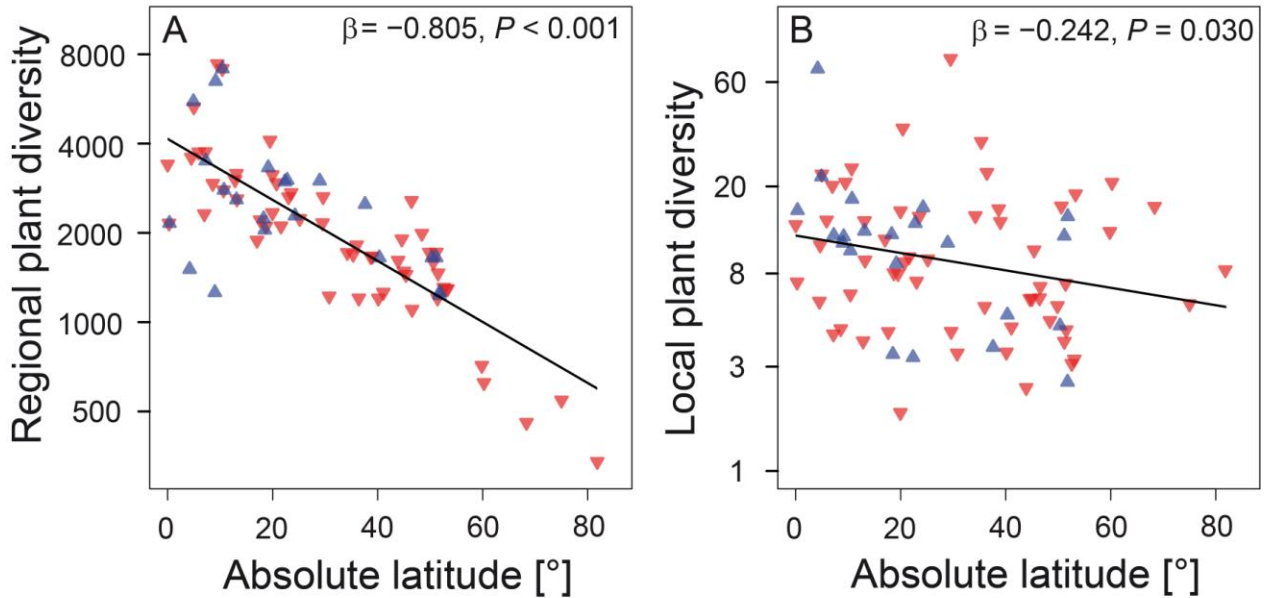 A
β = −0.805, P < 0.001
Regional plant diversity
8000
4000
2000
1000
500
0 20 40 60 80
Absolute latitude [°]
B
β = −0.242, P = 0.030
Local plant diversity
60
20
8
3
1
0 20 40 60 80
Absolute latitude [°]